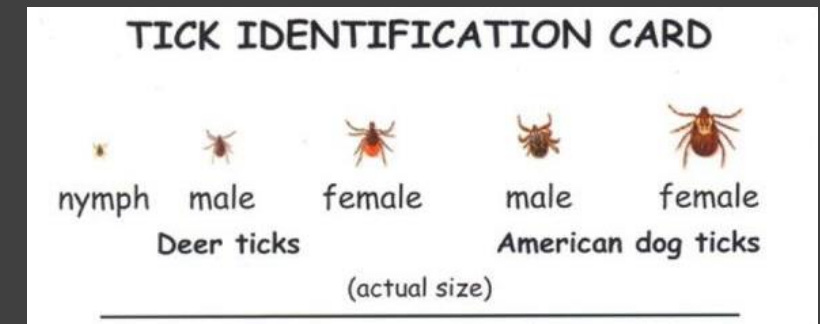 TICK IDENTIFICATION CARD
nymph male female male female
Deer ticks American dog ticks
(actual size)